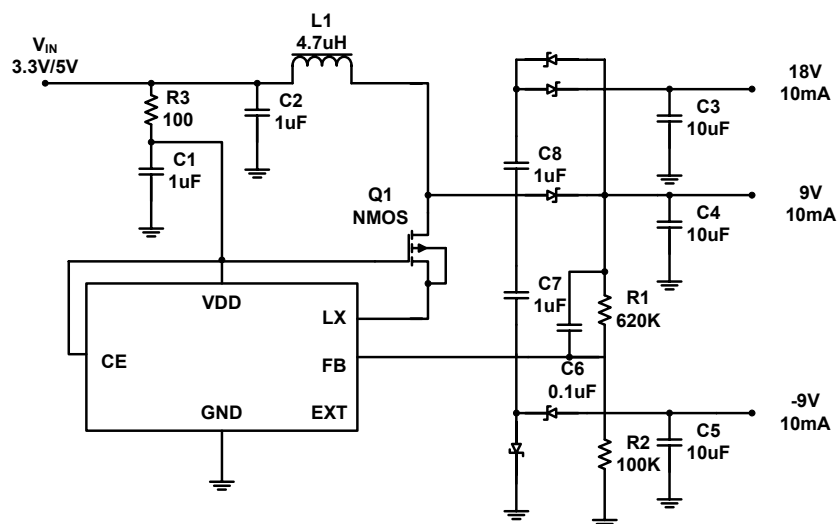 L1
4.7uH
VIN
3.3V/5V
R3
100
C2
1uF
C1
1uF
18V
10mA
C3
10uF
C8
1uF
Q1
NMOS
9V
10mA
C4
10uF
VDD
LX
CE
FB
GND
EXT
C7
1uF
R1
620K
C6
0.1uF
-9V
10mA
R2
100K
C5
10uF